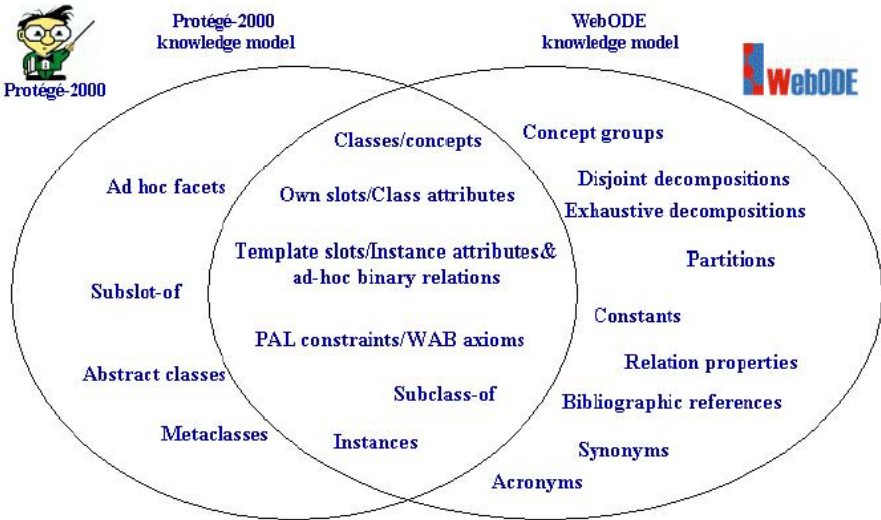 Protégé-2000
knowledge model
WebODE
knowledge model
Protégé-2000
WebODE
Classes/concepts
Concept groups
Ad hoc facets
Own slots/Class attributes
Disjoint decompositions
Exhaustive decompositions
Template slots/Instance attributes&
ad-hoc binary relations
Partitions
Subslot-of
Constants
PAL constraints/WAB axioms
Relation properties
Abstract classes
Subclass-of
Bibliographic references
Metaclasses
Instances
Synonyms
Acronyms